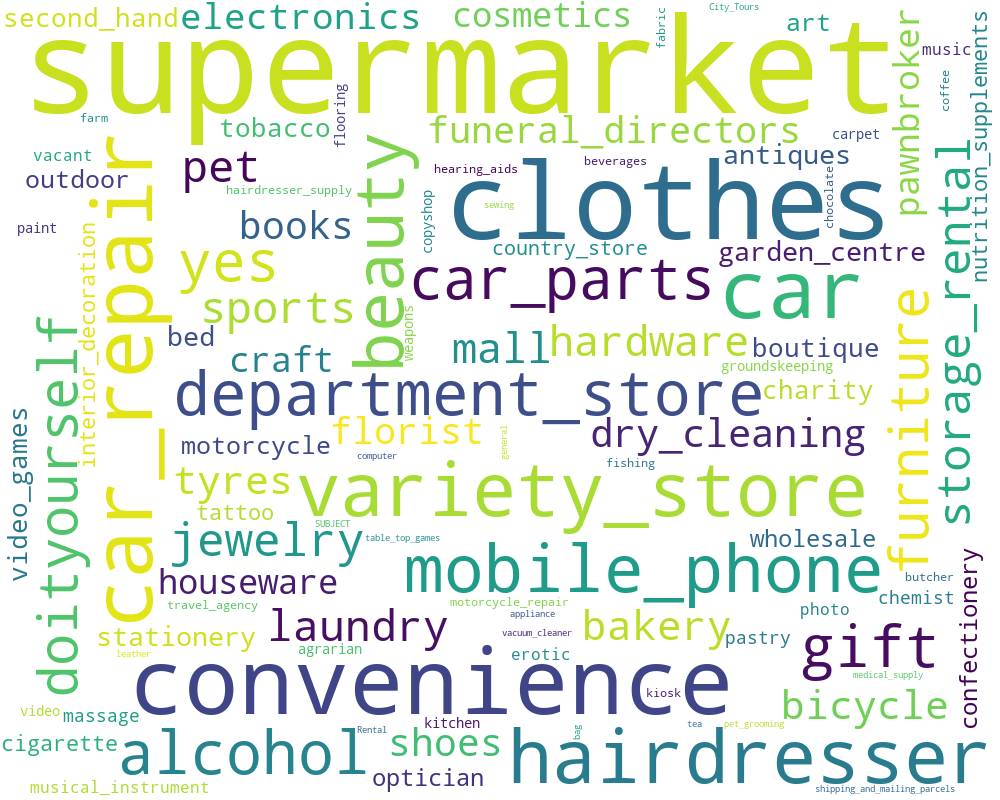 second_hand
electronics
cosmetics
fabric
City_Tours
art
pawnbroker
music
supermarket
coffee
nutrition_supplements
farm
tobacco
flooring
funeral_directors
carpet
vacant
outdoor
pet
hairdresser_supply
beauty
hearing_aids
beverages
antiques
chocolate
storage_rental
paint
car_repair
books
copyshop
clothes
sewing
country_store
garden_centre
interior_decoration
yes
car_parts
car
sports
weapons
doityourself
bed
craft
mall
hardware
boutique
furniture
groundskeeping
charity
department_store
video_games
motorcycle
florist
computer
general
dry_cleaning
fishing
tyres
variety_store
tattoo
SUBJECT
jewelry
table_top_games
wholesale
mobile_phone
houseware
butcher
chemist
confectionery
travel_agency
motorcycle_repair
photo
stationery
laundry
appliance
vacuum_cleaner
bakery
pastry
gift
leather
agrarian
erotic
convenience
kiosk
medical_supply
video
massage
kitchen
tea
pet_grooming
bicycle
cigarette
alcohol
Rental
shoes
bag
hairdresser
optician
musical_instrument
shipping_and_mailing_parcels